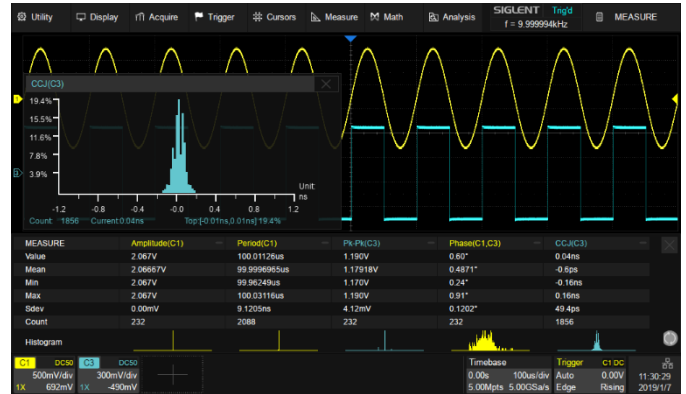 Utility Display Acquire Trigger Cursors Measure Math Analysis SIGLENT Trig'd f = 9.999994kHz MEASURE
CCJ(C3)
19.4%
15.5%
11.6%
7.8%
3.9%
Unit
ns
-1.2 -0.8 -0.4 -0.0 0.4 0.8 1.2
Count: 1856 Current:0.04ns Top:[-0.01ns,0.01ns] 19.4%
MEASURE Amplitude(C1) Period(C1) Pk-Pk(C3) Phase(C1,C3) CCJ(C3)
Value 2.067V 100.01126us 1.190V 0.60° 0.04ns
Mean 2.06667V 99.9996965us 1.17918V 0.4871° -0.6ps
Min 2.067V 99.96249us 1.170V 0.24° -0.16ns
Max 2.067V 100.03116us 1.190V 0.91° 0.16ns
Sdev 0.00mV 9.1205ns 4.12mV 0.1202° 49.4ps
Count 232 2088 232 232 1856
Histogram
C1 DC50 C3 DC50 Timebase Trigger C1 DC
500mV/div 300mV/div 0.00s 100us/div Auto 0.00V 11:30:29
1X 692mV 1X -490mV 5.00Mpts 5.00GSa/s Edge Rising 2019/1/7